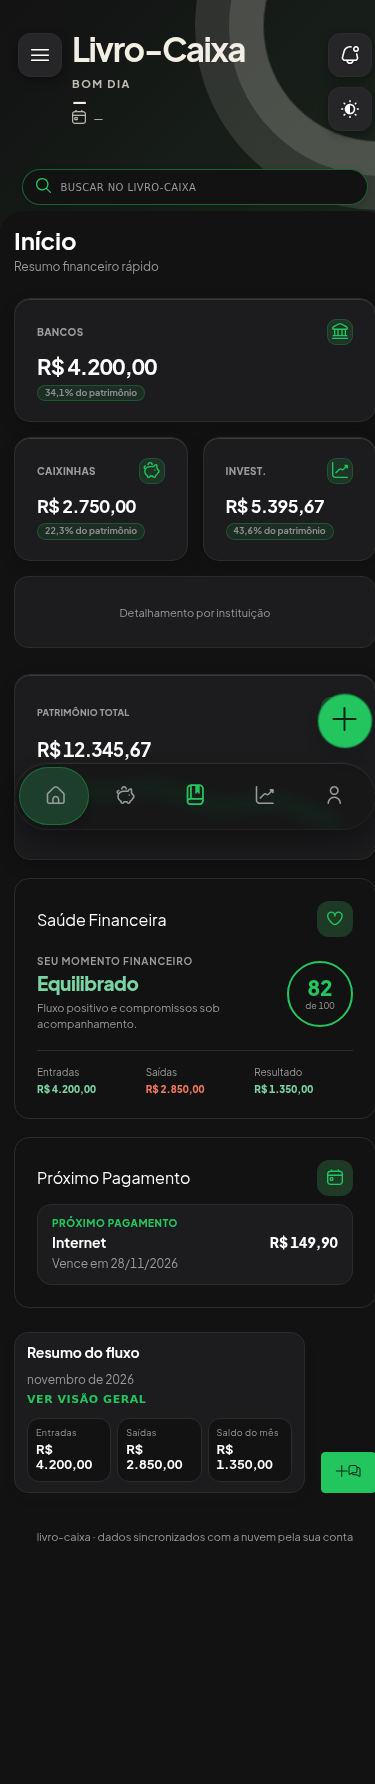 Livro-Caixa
BOM DIA
—
—
BUSCAR NO LIVRO-CAIXA
Início
Resumo financeiro rápido
BANCOS
R$ 4.200,00
34,1% do patrimônio
CAIXINHAS
R$ 2.750,00
22,3% do patrimônio
INVEST.
R$ 5.395,67
43,6% do patrimônio
Detalhamento por instituição
PATRIMÔNIO TOTAL
R$ 12.345,67
Saúde Financeira
SEU MOMENTO FINANCEIRO
Equilibrado
Fluxo positivo e compromissos sob
acompanhamento.
82
de 100
Entradas
R$ 4.200,00
Saídas
R$ 2.850,00
Resultado
R$ 1.350,00
Próximo Pagamento
PRÓXIMO PAGAMENTO
Internet
R$ 149,90
Vence em 28/11/2026
Resumo do fluxo
novembro de 2026
VER VISÃO GERAL
Entradas
R$
4.200,00
Saídas
R$
2.850,00
Saldo do mês
R$
1.350,00
livro-caixa · dados sincronizados com a nuvem pela sua conta